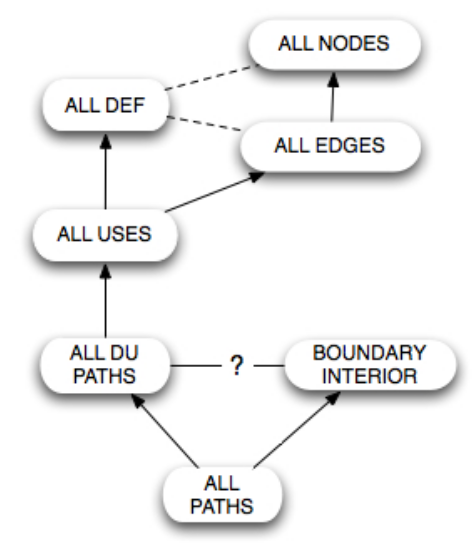 ALL NODES
ALL DEF
ALL EDGES
ALL USES
ALL DU
PATHS
?
BOUNDARY
INTERIOR
ALL
PATHS